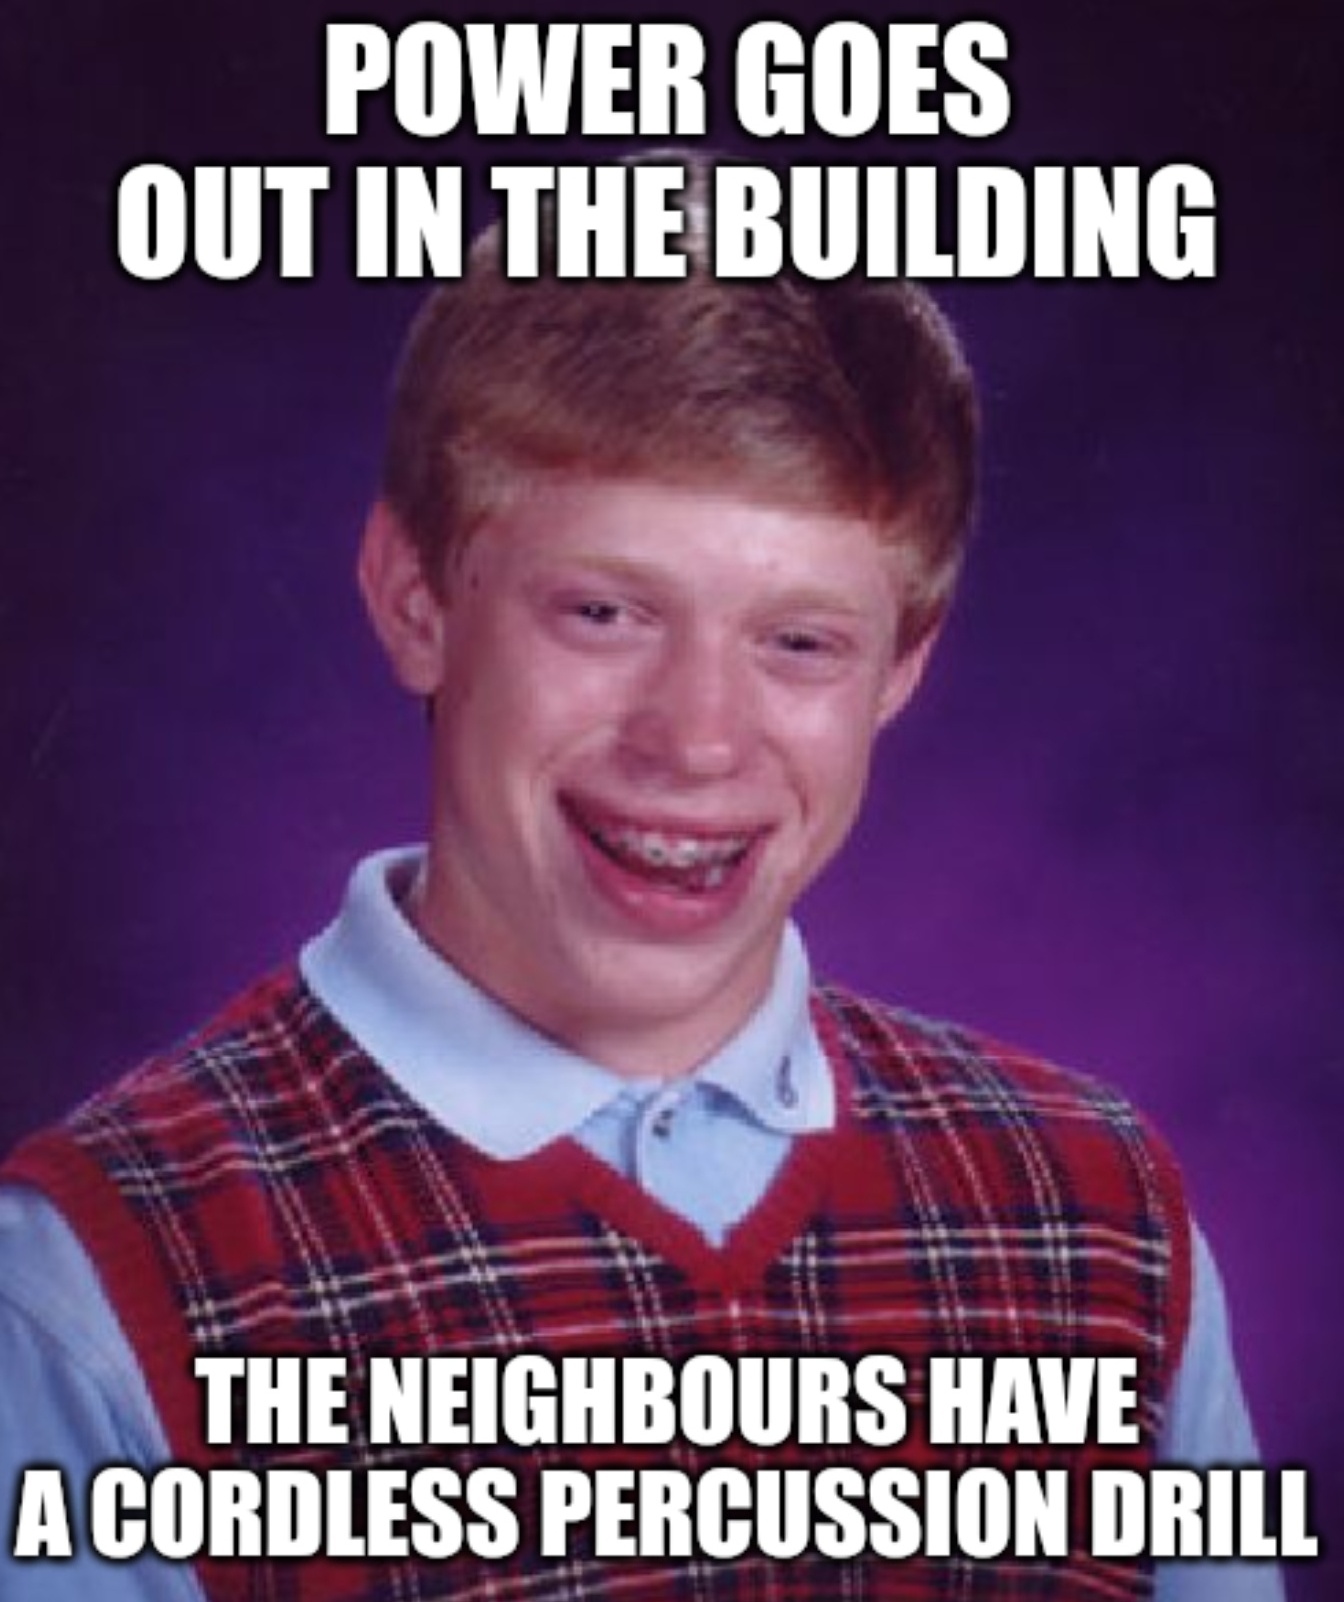 POWER GOES
OUT IN THE BUILDING
THE NEIGHBOURS HAVE
A CORDLESS PERCUSSION DRILL